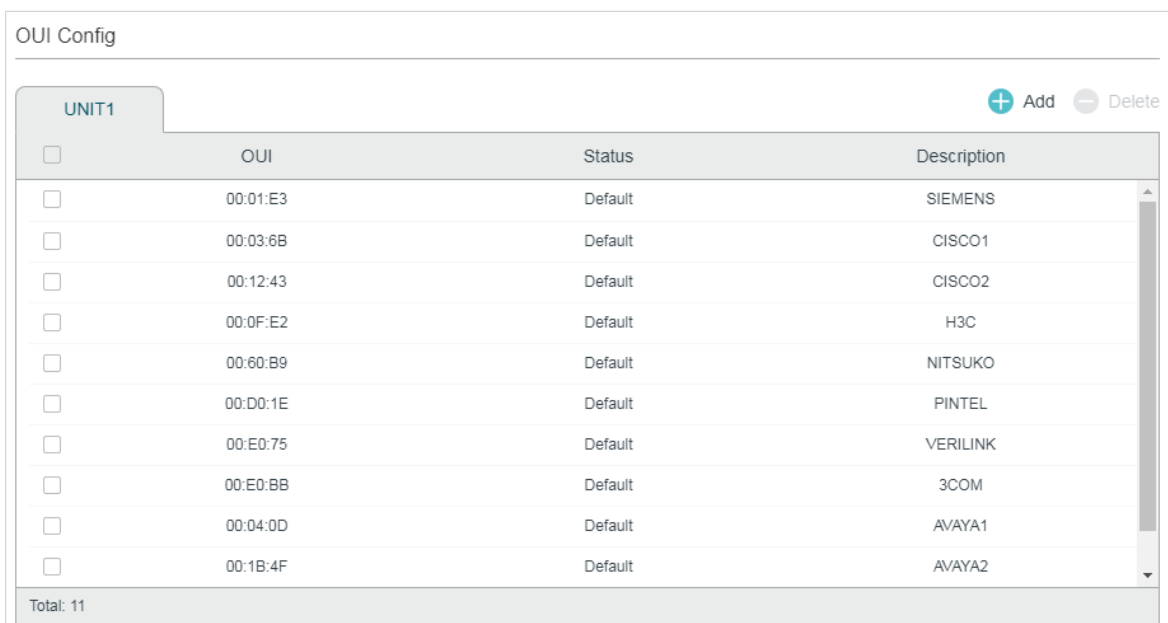 OUI Config
UNIT1 Add Delete
OUI Status Description
00:01:E3 Default SIEMENS
00:03:6B Default CISCO1
00:12:43 Default CISCO2
00:0F:E2 Default H3C
00:60:B9 Default NITSUKO
00:D0:1E Default PINTEL
00:E0:75 Default VERILINK
00:E0:BB Default 3COM
00:04:0D Default AVAYA1
00:1B:4F Default AVAYA2
Total: 11